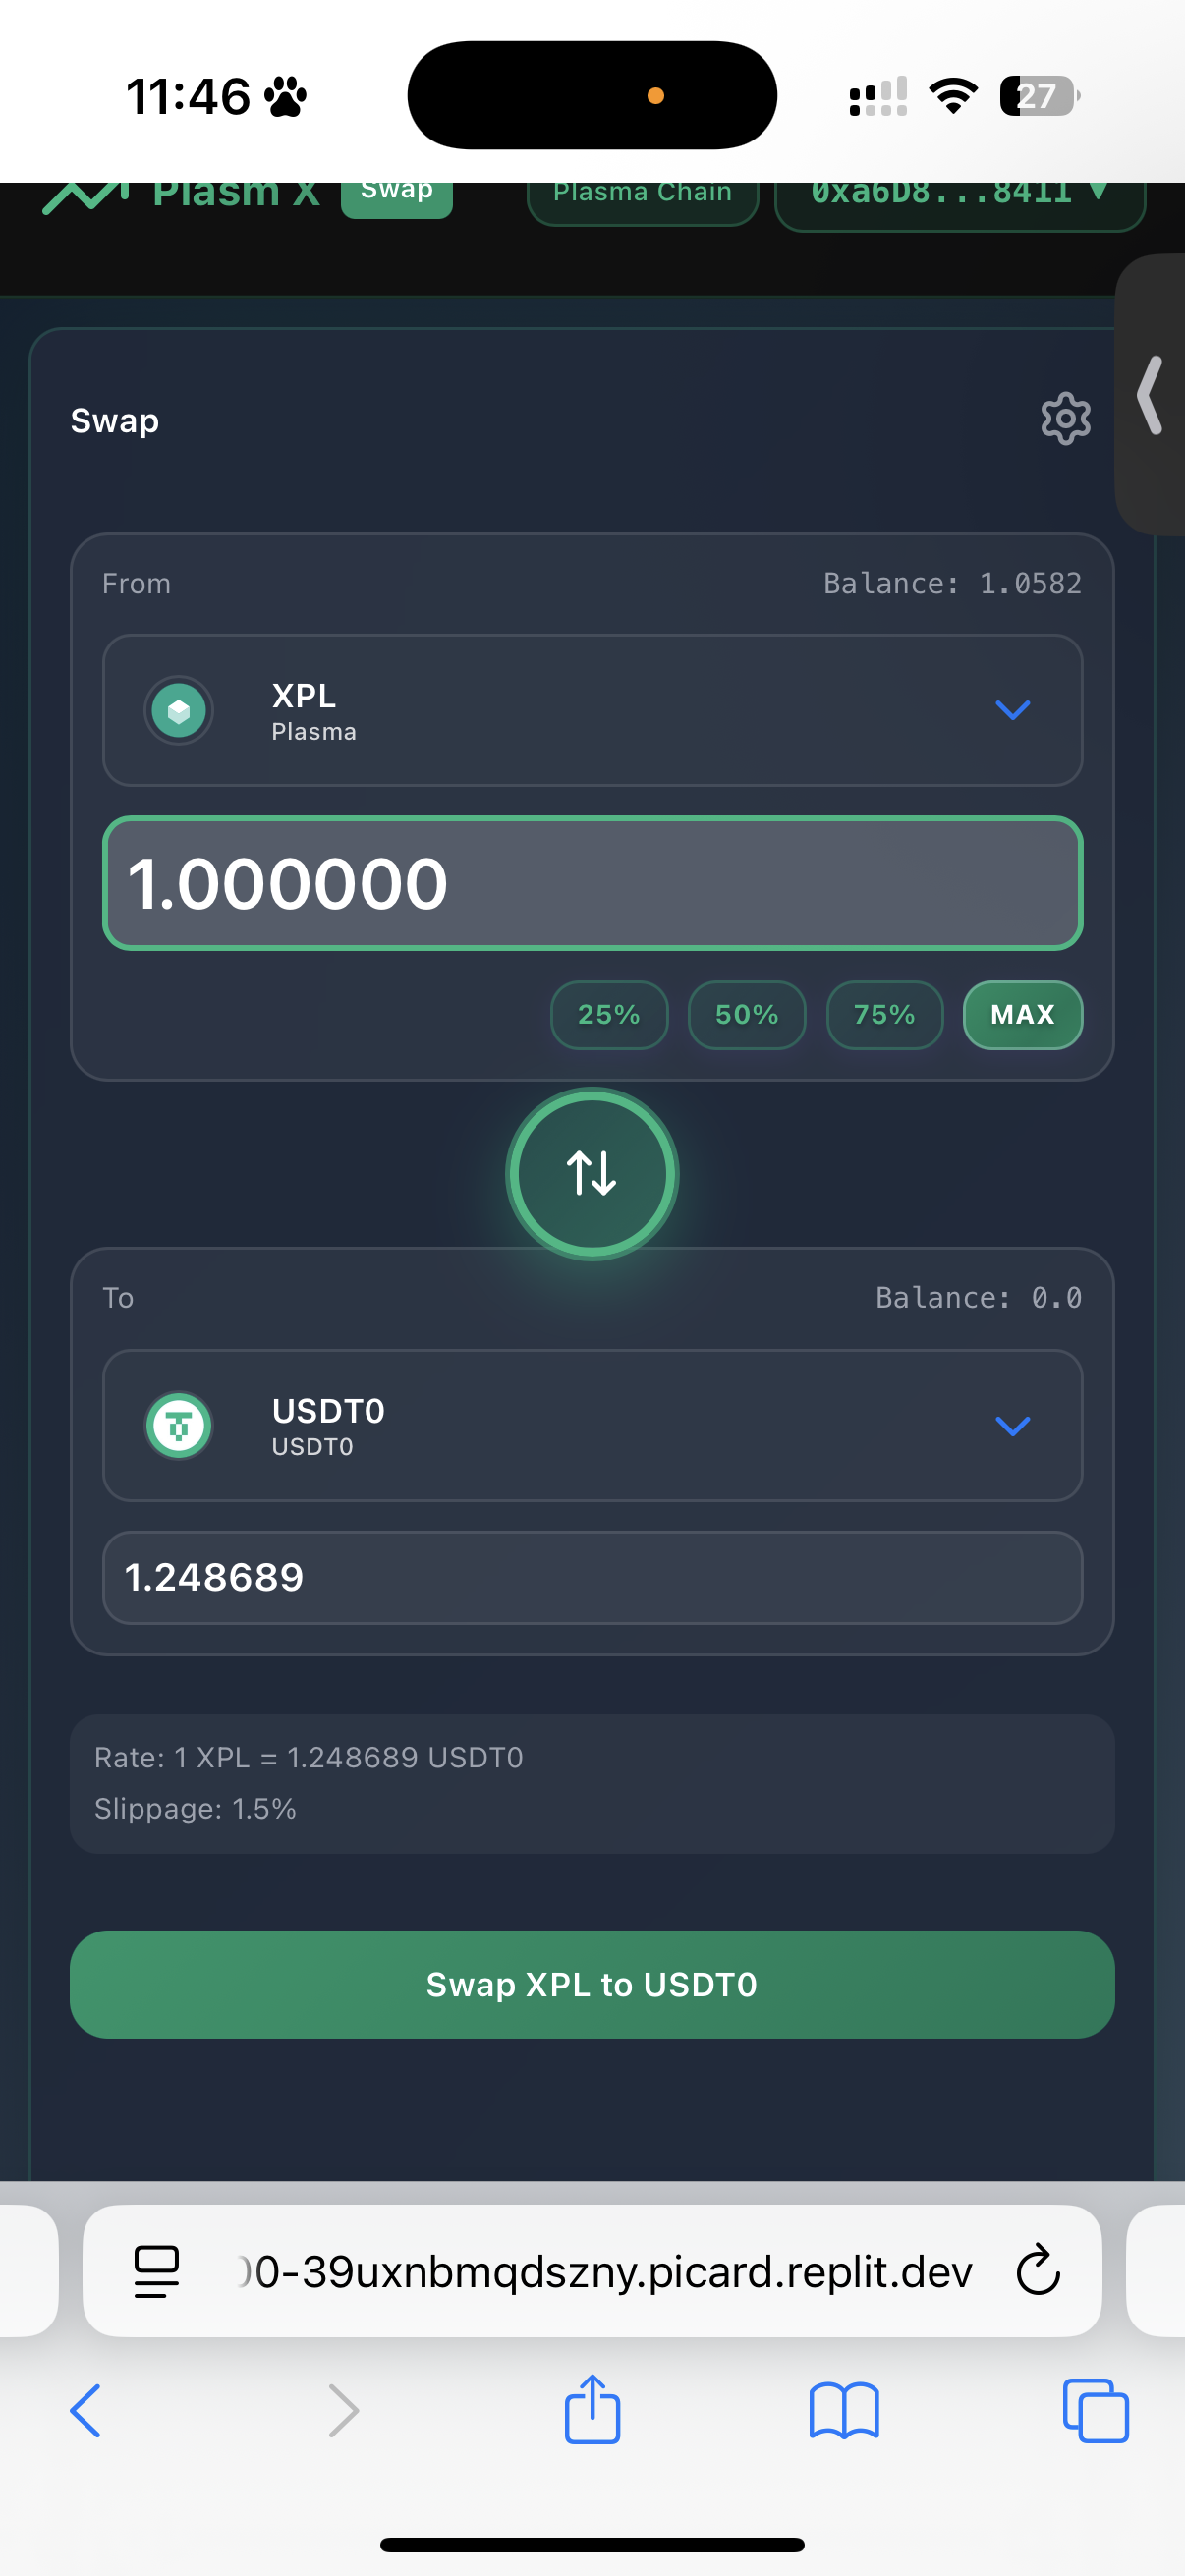 11:46
27
Plasm X
Swap
Plasma Chain
0xa6D8...8411 ▼
Swap
From
Balance: 1.0582
XPL
Plasma
1.000000
25%
50%
75%
MAX
To
Balance: 0.0
USDT0
USDT0
1.248689
Rate: 1 XPL = 1.248689 USDT0
Slippage: 1.5%
Swap XPL to USDT0
0-39uxnbmqdszny.picard.replit.dev